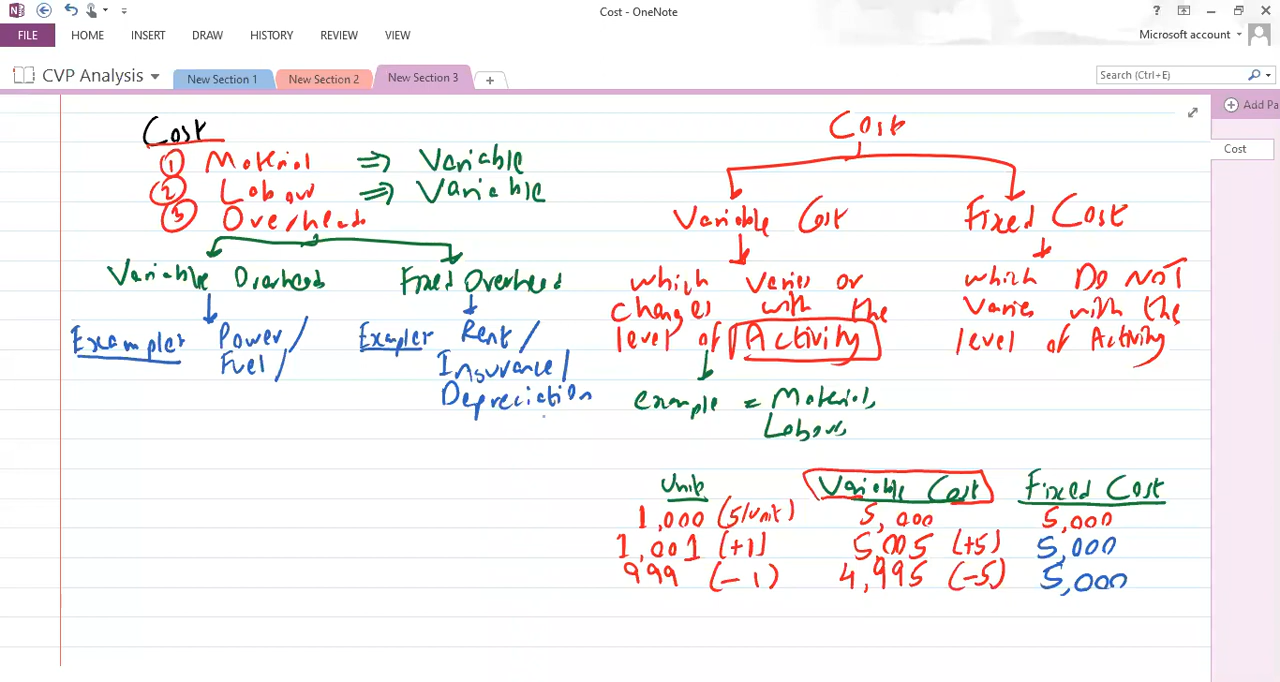 Cost - OneNote
?
Microsoft account
FILE HOME INSERT DRAW HISTORY REVIEW VIEW
CVP Analysis
New Section 1 New Section 2 New Section 3 +
Search (Ctrl+E)
Add Pa
Cost
Cost
① Material ⇒ Variable
② Labour ⇒ Variable
③ Overheads
Variable Overheads Fixed Overhead
Examples Power/
Fuel/
Examples Rent/
Insurance/
Depreciation
Cost
Variable Cost Fixed Cost
which varies or
changes with the
level of Activity
which Do NOT
varies with the
level of Activity
example = Material,
Labour,
Units Variable Cost Fixed Cost
1,000 (5/unit) 5,000 5,000
1,001 (+1) 5,005 (+5) 5,000
999 (-1) 4,995 (-5) 5,000